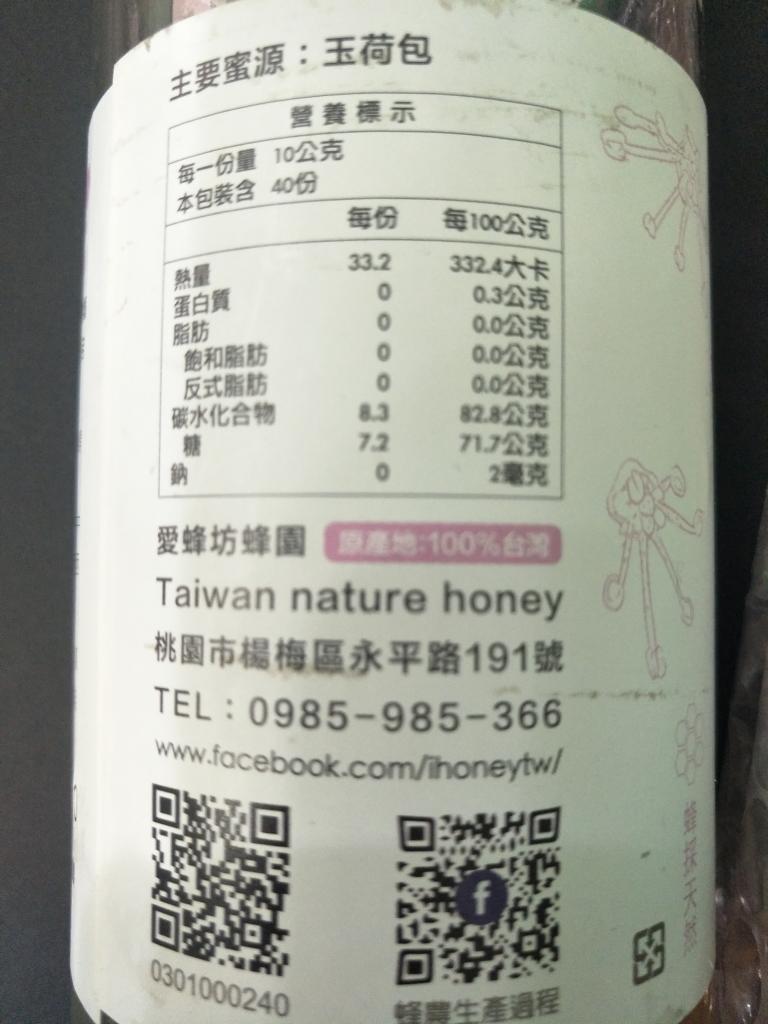 主要蜜源：玉荷包
營養標示
每一份量 10公克
本包裝含 40份
每份 每100公克
熱量 33.2 332.4大卡
蛋白質 0 0.3公克
脂肪 0 0.0公克
飽和脂肪 0 0.0公克
反式脂肪 0 0.0公克
碳水化合物 8.3 82.8公克
糖 7.2 71.7公克
鈉 0 2毫克
愛蜂坊蜂園 原產地:100%台灣
Taiwan nature honey
桃園市楊梅區永平路191號
TEL：0985-985-366
www.facebook.com/ihoneytw/
f
0301000240 蜂農生產過程